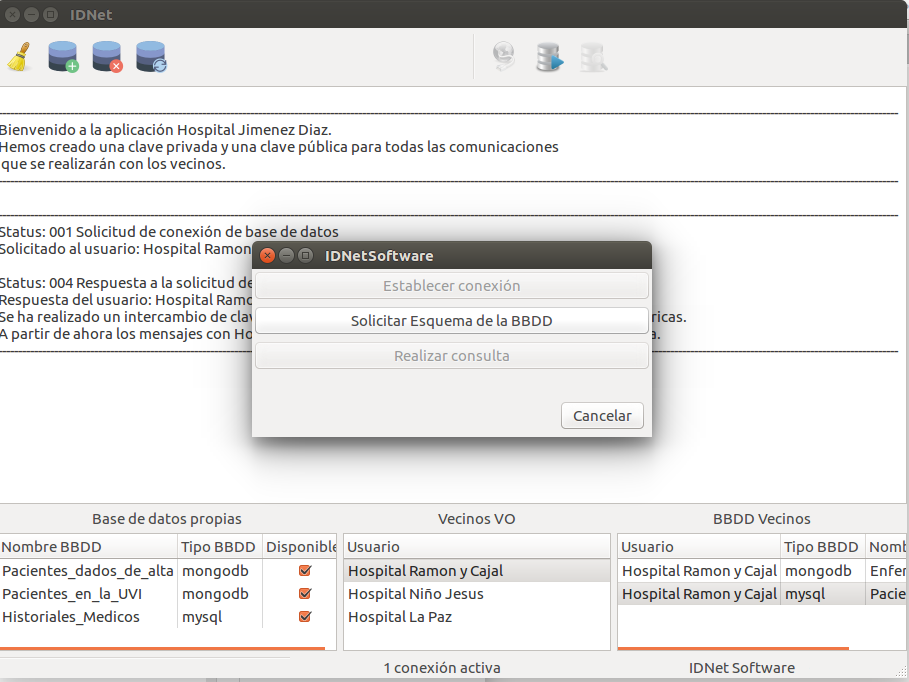 IDNet
Bienvenido a la aplicación Hospital Jimenez Diaz.
Hemos creado una clave privada y una clave pública para todas las comunicaciones
que se realizarán con los vecinos.
Status: 001 Solicitud de conexión de base de datos
Solicitado al usuario: Hospital Ramon
Status: 004 Respuesta a la solicitud de
Respuesta del usuario: Hospital Ramo
Se ha realizado un intercambio de clav ricas.
A partir de ahora los mensajes con Ho a.
IDNetSoftware
Establecer conexión
Solicitar Esquema de la BBDD
Realizar consulta
Cancelar
Base de datos propias
Nombre BBDD Tipo BBDD Disponible
Pacientes_dados_de_alta mongodb
Pacientes_en_la_UVI mongodb
Historiales_Medicos mysql
Vecinos VO
Usuario
Hospital Ramon y Cajal
Hospital Niño Jesus
Hospital La Paz
BBDD Vecinos
Usuario Tipo BBDD Nomb
Hospital Ramon y Cajal mongodb Enfer
Hospital Ramon y Cajal mysql Pacie
1 conexión activa
IDNet Software